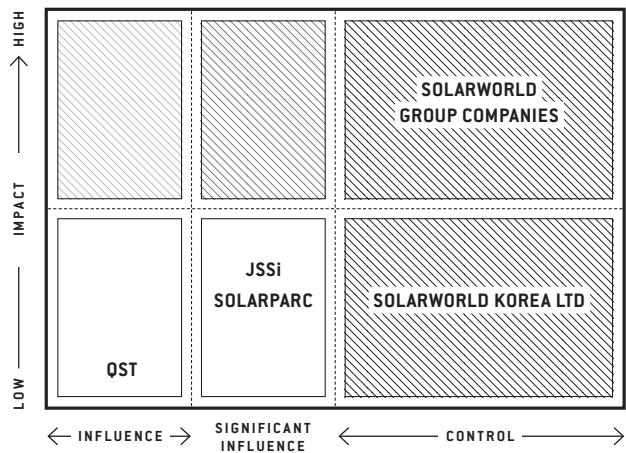 HIGH
IMPACT
LOW
SOLARWORLD
GROUP COMPANIES
JSSi
SOLARPARC
SOLARWORLD KOREA LTD
QST
INFLUENCE
SIGNIFICANT
INFLUENCE
CONTROL